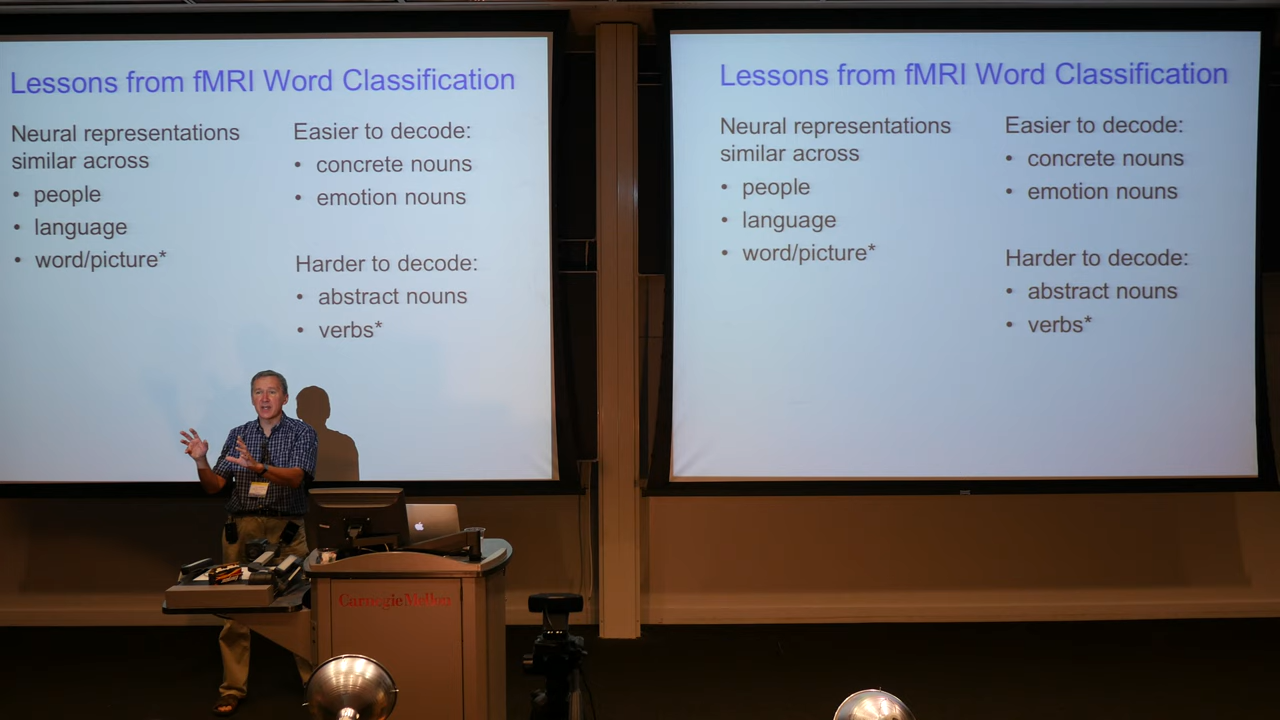 Lessons from fMRI Word Classification
Neural representations
similar across
• people
• language
• word/picture*
Easier to decode:
• concrete nouns
• emotion nouns
Harder to decode:
• abstract nouns
• verbs*
Lessons from fMRI Word Classification
Neural representations
similar across
• people
• language
• word/picture*
Easier to decode:
• concrete nouns
• emotion nouns
Harder to decode:
• abstract nouns
• verbs*
Carnegie Mellon